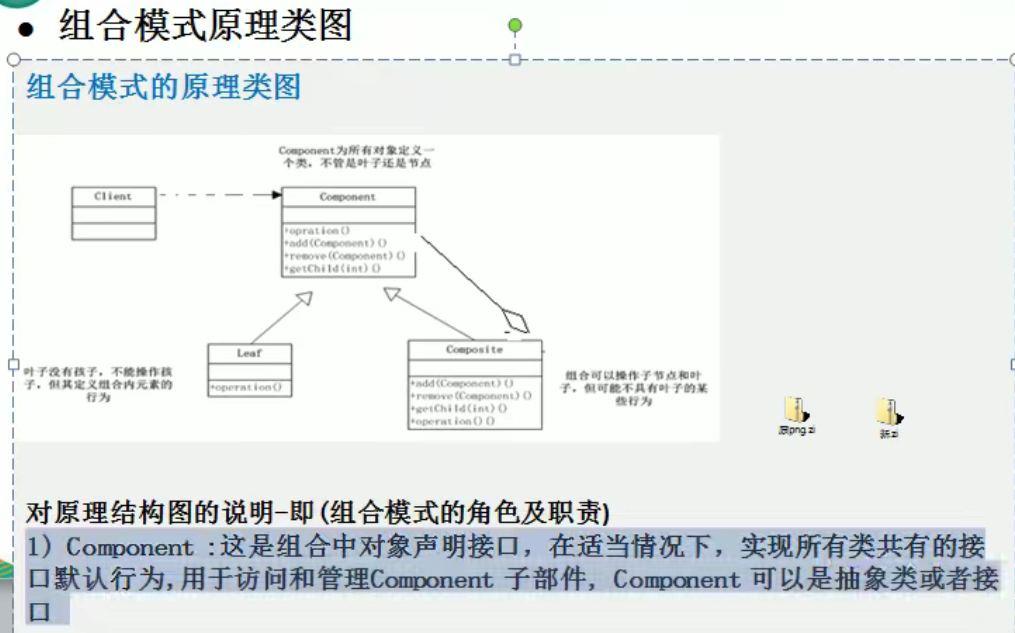 ● 组合模式原理类图
组合模式的原理类图
Component为所有对象定义一
个类，不管是叶子还是节点
Client
Component
+opration()
+add(Component)()
+remove(Component)()
+getChild(int)()
Leaf
+operation()
Composite
+add(Component)()
+remove(Component)()
+getChild(int)()
+operation()()
叶子没有孩子，不能操作孩
子，但其定义组合内元素的
行为
组合可以操作子节点和叶
子，但可能不具有叶子的某
些行为
原png.zi
新zi
对原理结构图的说明-即(组合模式的角色及职责)
1) Component :这是组合中对象声明接口，在适当情况下，实现所有类共有的接
口默认行为,用于访问和管理Component 子部件, Component 可以是抽象类或者接
口